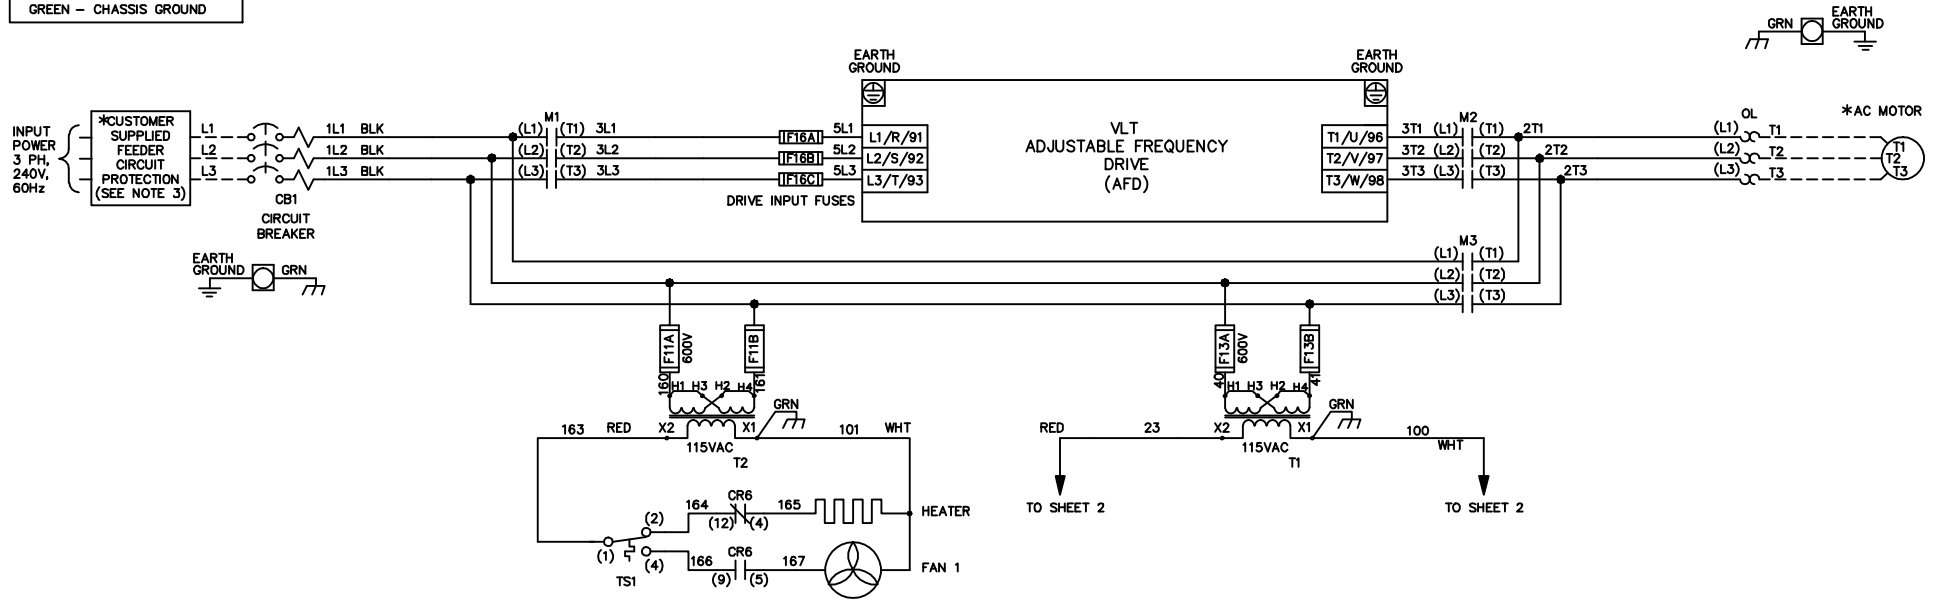 GREEN – CHASSIS GROUND
GRN
EARTH
GROUND
EARTH
GROUND
EARTH
GROUND
INPUT
POWER
3 PH,
240V,
60Hz
*CUSTOMER
SUPPLIED
FEEDER
CIRCUIT
PROTECTION
(SEE NOTE 3)
L1
L2
L3
CB1
CIRCUIT
BREAKER
1L1 BLK
1L2 BLK
1L3 BLK
M1
(L1) (T1) 3L1
(L2) (T2) 3L2
(L3) (T3) 3L3
F16A
F16B
F16C
5L1
5L2
5L3
DRIVE INPUT FUSES
L1/R/91
L2/S/92
L3/T/93
VLT
ADJUSTABLE FREQUENCY
DRIVE
(AFD)
T1/U/96
T2/V/97
T3/W/98
M2
3T1 (L1) (T1) 2T1
3T2 (L2) (T2) 2T2
3T3 (L3) (T3) 2T3
OL
(L1) T1
(L2) T2
(L3) T3
*AC MOTOR
T1
T2
T3
EARTH
GROUND
GRN
M3
(L1) (T1)
(L2) (T2)
(L3) (T3)
F11A
600V
F11B
160
161
H1 H3 H2 H4
GRN
163 RED X2 X1 101 WHT
115VAC
T2
F13A
600V
F13B
40
41
H1 H3 H2 H4
GRN
RED 23 X2 X1 100
WHT
115VAC
T1
TO SHEET 2
TO SHEET 2
164 CR6 165
(12) (4)
HEATER
(2)
(1)
(4)
TS1
166 CR6 167
(9) (5)
FAN 1